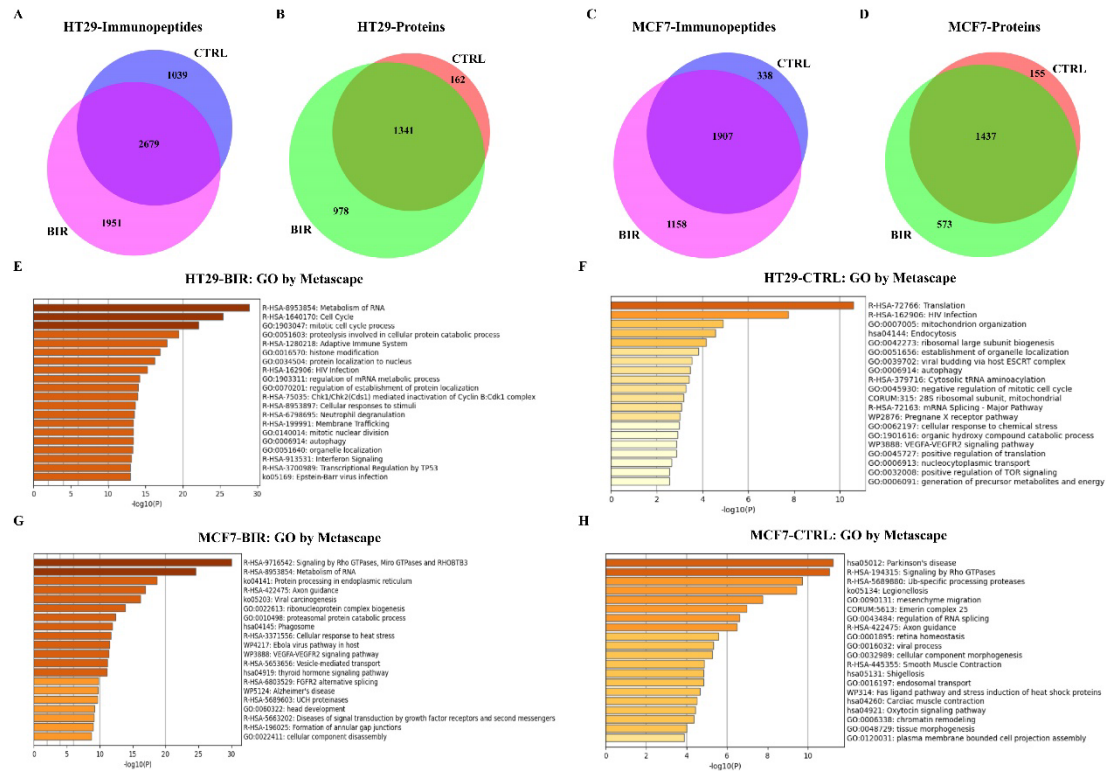 A
HT29-Immunopeptides
CTRL
1039
2679
1951
BIR
B
HT29-Proteins
CTRL
162
1341
978
BIR
C
MCF7-Immunopeptides
CTRL
338
1907
1158
BIR
D
MCF7-Proteins
CTRL
155
1437
573
BIR
E
HT29-BIR: GO by Metascape
R-HSA-8953854: Metabolism of RNA
R-HSA-1640170: Cell Cycle
GO:1903047: mitotic cell cycle process
GO:0051603: proteolysis involved in cellular protein catabolic process
R-HSA-1280218: Adaptive Immune System
GO:0016570: histone modification
GO:0034504: protein localization to nucleus
R-HSA-162906: HIV Infection
GO:1903311: regulation of mRNA metabolic process
GO:0070201: regulation of establishment of protein localization
R-HSA-75035: Chk1/Chk2(Cds1) mediated inactivation of Cyclin B:Cdk1 complex
R-HSA-8953897: Cellular responses to stimuli
R-HSA-6798695: Neutrophil degranulation
R-HSA-199991: Membrane Trafficking
GO:0140014: mitotic nuclear division
GO:0006914: autophagy
GO:0051640: organelle localization
R-HSA-913531: Interferon Signaling
R-HSA-3700989: Transcriptional Regulation by TP53
ko05169: Epstein-Barr virus infection
0 5 10 15 20 25 30
-log10(P)
F
HT29-CTRL: GO by Metascape
R-HSA-72766: Translation
R-HSA-162906: HIV Infection
GO:0007005: mitochondrion organization
hsa04144: Endocytosis
GO:0042273: ribosomal large subunit biogenesis
GO:0051656: establishment of organelle localization
GO:0039702: viral budding via host ESCRT complex
GO:0006914: autophagy
R-HSA-379716: Cytosolic tRNA aminoacylation
GO:0045930: negative regulation of mitotic cell cycle
CORUM:315: 28S ribosomal subunit, mitochondrial
R-HSA-72163: mRNA Splicing - Major Pathway
WP2876: Pregnane X receptor pathway
GO:0062197: cellular response to chemical stress
GO:1901616: organic hydroxy compound catabolic process
WP3888: VEGFA-VEGFR2 signaling pathway
GO:0045727: positive regulation of translation
GO:0006913: nucleocytoplasmic transport
GO:0032008: positive regulation of TOR signaling
GO:0006091: generation of precursor metabolites and energy
0 2 4 6 8 10
-log10(P)
G
MCF7-BIR: GO by Metascape
R-HSA-9716542: Signaling by Rho GTPases, Miro GTPases and RHOBTB3
R-HSA-8953854: Metabolism of RNA
ko04141: Protein processing in endoplasmic reticulum
R-HSA-422475: Axon guidance
ko05203: Viral carcinogenesis
GO:0022613: ribonucleoprotein complex biogenesis
GO:0010498: proteasomal protein catabolic process
hsa04145: Phagosome
R-HSA-3371556: Cellular response to heat stress
WP4217: Ebola virus pathway in host
WP3888: VEGFA-VEGFR2 signaling pathway
R-HSA-5653656: Vesicle-mediated transport
hsa04919: thyroid hormone signaling pathway
R-HSA-6803529: FGFR2 alternative splicing
WP5124: Alzheimer's disease
R-HSA-5689603: UCH proteinases
GO:0060322: head development
R-HSA-5663202: Diseases of signal transduction by growth factor receptors and second messengers
R-HSA-196025: Formation of annular gap junctions
GO:0022411: cellular component disassembly
0 5 10 15 20 25 30
-log10(P)
H
MCF7-CTRL: GO by Metascape
hsa05012: Parkinson's disease
R-HSA-194315: Signaling by Rho GTPases
R-HSA-5689880: Ub-specific processing proteases
ko05134: Legionellosis
GO:0090131: mesenchyme migration
CORUM:5613: Emerin complex 25
GO:0043484: regulation of RNA splicing
R-HSA-422475: Axon guidance
GO:0001895: retina homeostasis
GO:0016032: viral process
GO:0032989: cellular component morphogenesis
R-HSA-445355: Smooth Muscle Contraction
hsa05131: Shigellosis
GO:0016197: endosomal transport
WP314: Fas ligand pathway and stress induction of heat shock proteins
hsa04260: Cardiac muscle contraction
hsa04921: Oxytocin signaling pathway
GO:0006338: chromatin remodeling
GO:0048729: tissue morphogenesis
GO:0120031: plasma membrane bounded cell projection assembly
0 2 4 6 8 10
-log10(P)